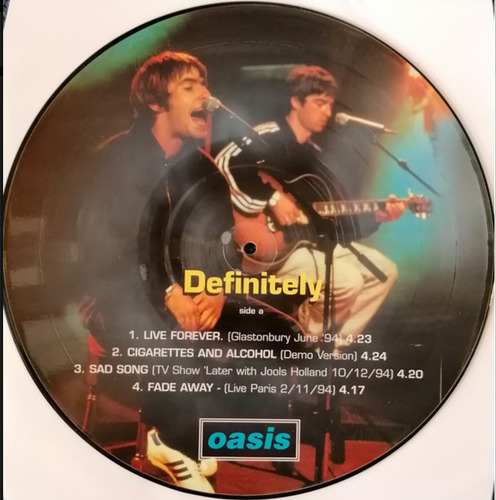 Definitely
side a
1. LIVE FOREVER. (Glastonbury June '94) 4.23
2. CIGARETTES AND ALCOHOL (Demo Version) 4.24
3. SAD SONG (TV Show 'Later with Jools Holland 10/12/94) 4.20
4. FADE AWAY - (Live Paris 2/11/94) 4.17
oasis